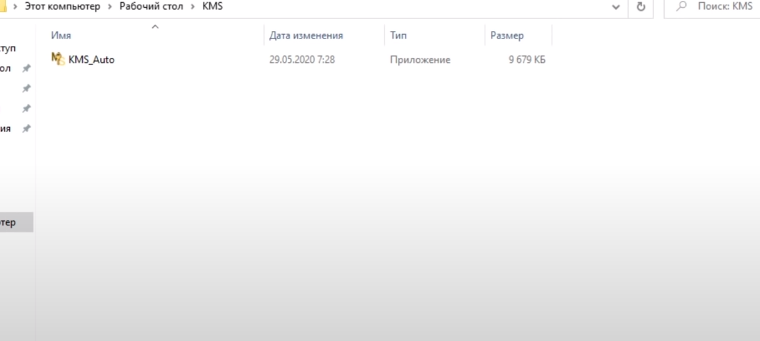 Этот компьютер > Рабочий стол > KMS
Поиск: KMS
Имя Дата изменения Тип Размер
KMS_Auto 29.05.2020 7:28 Приложение 9 679 КБ
туп
ол
ия
тер